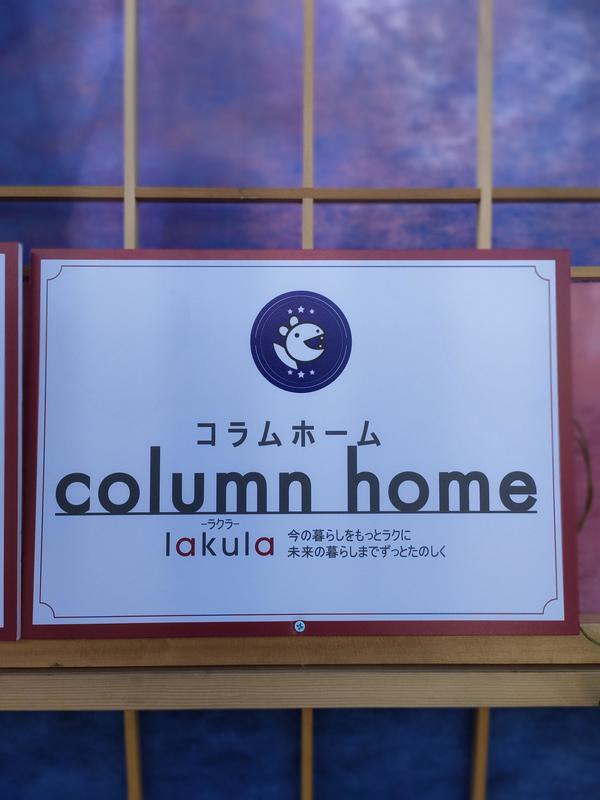 コラムホーム
column home
−ラクラ−
lakula
今の暮らしをもっとラクに
未来の暮らしまでずっとたのしく